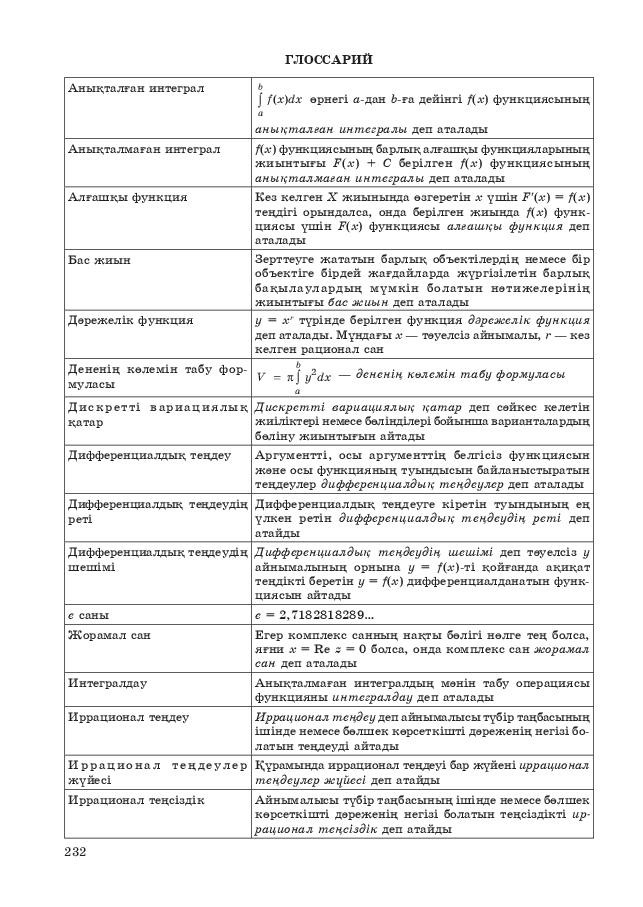 ГЛОССАРИЙ
Анықталған интеграл
b
∫ f(x)dx өрнегі a-дан b-ға дейінгі f(x) функциясының
a
анықталған интегралы деп аталады
Анықталмаған интеграл
f(x) функциясының барлық алғашқы функцияларының
жиынтығы F(x) + C берілген f(x) функциясының
анықталмаған интегралы деп аталады
Алғашқы функция
Кез келген X жиынында өзгеретін x үшін F′(x) = f(x)
теңдігі орындалса, онда берілген жиында f(x) функ-
циясы үшін F(x) функциясы алғашқы функция деп
аталады
Бас жиын
Зерттеуге жататын барлық объектілердің немесе бір
объектіге бірдей жағдайларда жүргізілетін барлық
бақылаулардың мүмкін болатын нәтижелерінің
жиынтығы бас жиын деп аталады
Дәрежелік функция
y = xʳ түрінде берілген функция дәрежелік функция
деп аталады. Мұндағы x — тәуелсіз айнымалы, r — кез
келген рационал сан
Дененің көлемін табу фор-
муласы
b
V = π∫ y²dx — дененің көлемін табу формуласы
a
Дискретті вариациялық
қатар
Дискретті вариациялық қатар деп сәйкес келетін
жиіліктері немесе бөлінділері бойынша варианталардың
бөліну жиынтығын айтады
Дифференциалдық теңдеу
Аргументті, осы аргументтің белгісіз функциясын
және осы функцияның туындысын байланыстыратын
теңдеулер дифференциалдық теңдеулер деп аталады
Дифференциалдық теңдеудің
реті
Дифференциалдық теңдеуге кіретін туындының ең
үлкен ретін дифференциалдық теңдеудің реті деп
атайды
Дифференциалдық теңдеудің
шешімі
Дифференциалдық теңдеудің шешімі деп тәуелсіз y
айнымалының орнына y = f(x)-ті қойғанда ақиқат
теңдікті беретін y = f(x) дифференциалданатын функ-
циясын айтады
e саны
e = 2,7182818289...
Жорамал сан
Егер комплекс санның нақты бөлігі нөлге тең болса,
яғни x = Re z = 0 болса, онда комплекс сан жорамал
сан деп аталады
Интегралдау
Анықталмаған интегралдың мәнін табу операциясы
функцияны интегралдау деп аталады
Иррационал теңдеу
Иррационал теңдеу деп айнымалысы түбір таңбасының
ішінде немесе бөлшек көрсеткішті дәреженің негізі бо-
латын теңдеуді айтады
Иррационал теңдеулер
жүйесі
Құрамында иррационал теңдеуі бар жүйені иррационал
теңдеулер жүйесі деп атайды
Иррационал теңсіздік
Айнымалысы түбір таңбасының ішінде немесе бөлшек
көрсеткішті дәреженің негізі болатын теңсіздікті ир-
рационал теңсіздік деп атайды
232